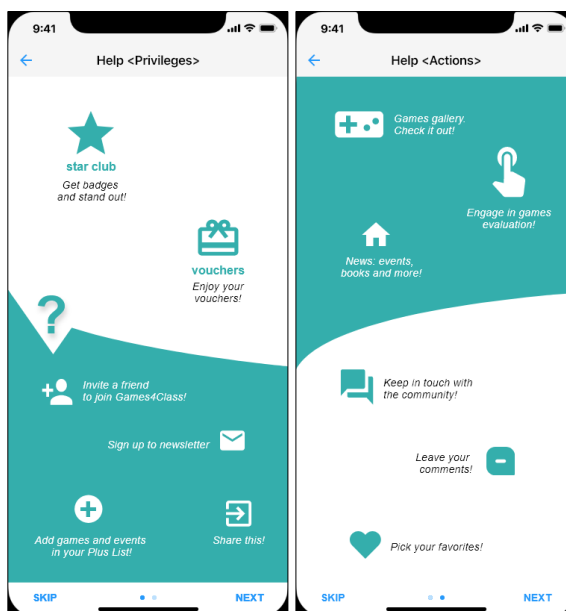 9:41
Help <Privileges>
star club
Get badges
and stand out!
vouchers
Enjoy your
vouchers!
?
Invite a friend
to join Games4Class!
Sign up to newsletter
Add games and events
in your Plus List!
Share this!
SKIP
NEXT
9:41
Help <Actions>
Games gallery.
Check it out!
Engage in games
evaluation!
News: events,
books and more!
Keep in touch with
the community!
Leave your
comments!
Pick your favorites!
SKIP
NEXT